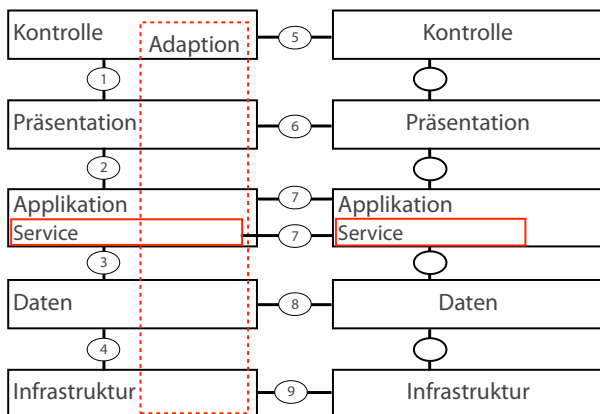 Kontrolle
Adaption
5
Kontrolle
1
Präsentation
6
Präsentation
2
Applikation
7
Applikation
Service
7
Service
3
Daten
8
Daten
4
Infrastruktur
9
Infrastruktur